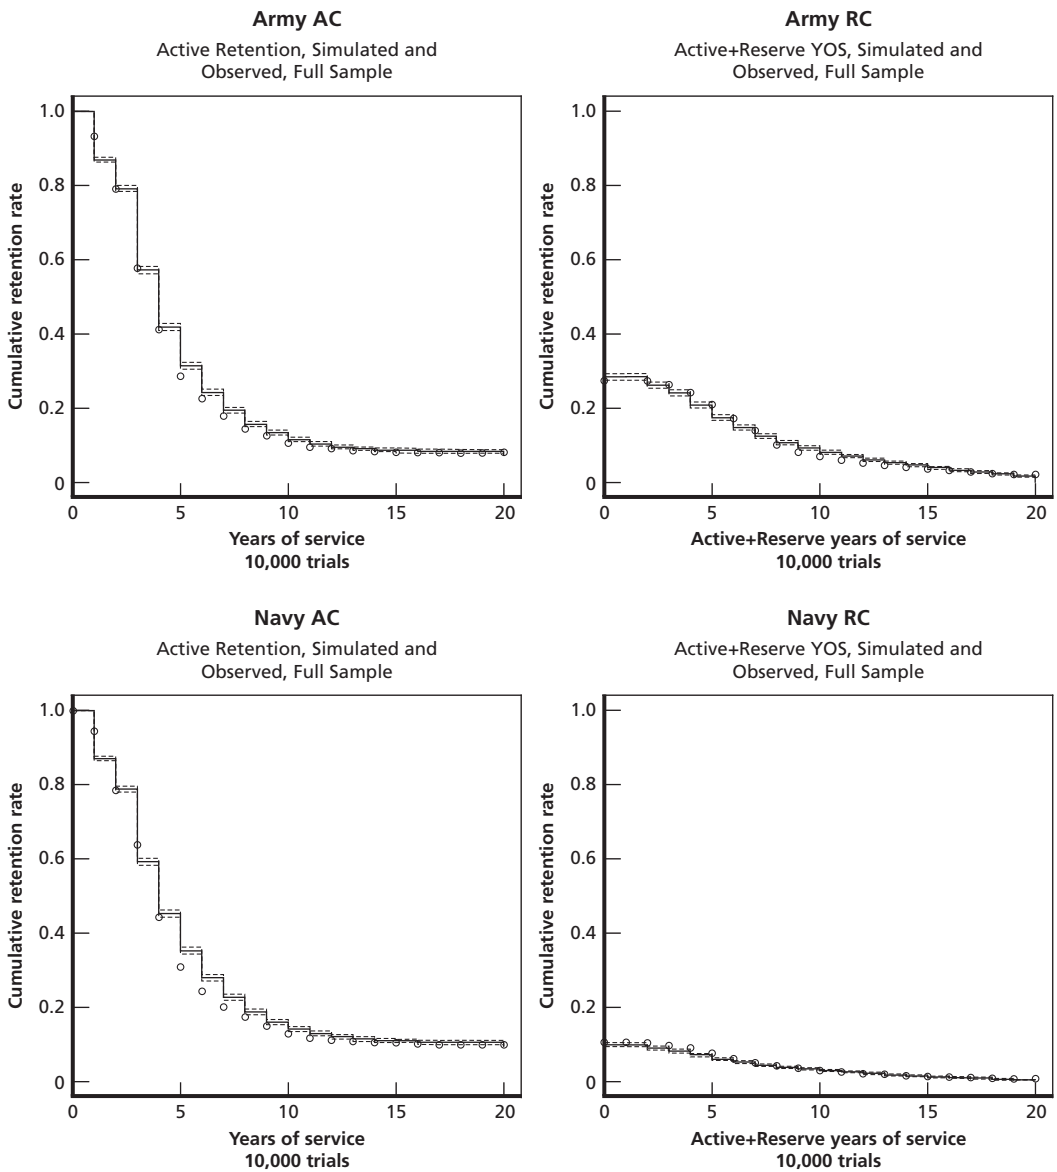 Army AC
Active Retention, Simulated and
Observed, Full Sample
Cumulative retention rate
1.0
0.8
0.6
0.4
0.2
0
0 5 10 15 20
Years of service
10,000 trials
Army RC
Active+Reserve YOS, Simulated and
Observed, Full Sample
Cumulative retention rate
1.0
0.8
0.6
0.4
0.2
0
0 5 10 15 20
Active+Reserve years of service
10,000 trials
Navy AC
Active Retention, Simulated and
Observed, Full Sample
Cumulative retention rate
1.0
0.8
0.6
0.4
0.2
0
0 5 10 15 20
Years of service
10,000 trials
Navy RC
Active+Reserve YOS, Simulated and
Observed, Full Sample
Cumulative retention rate
1.0
0.8
0.6
0.4
0.2
0
0 5 10 15 20
Active+Reserve years of service
10,000 trials